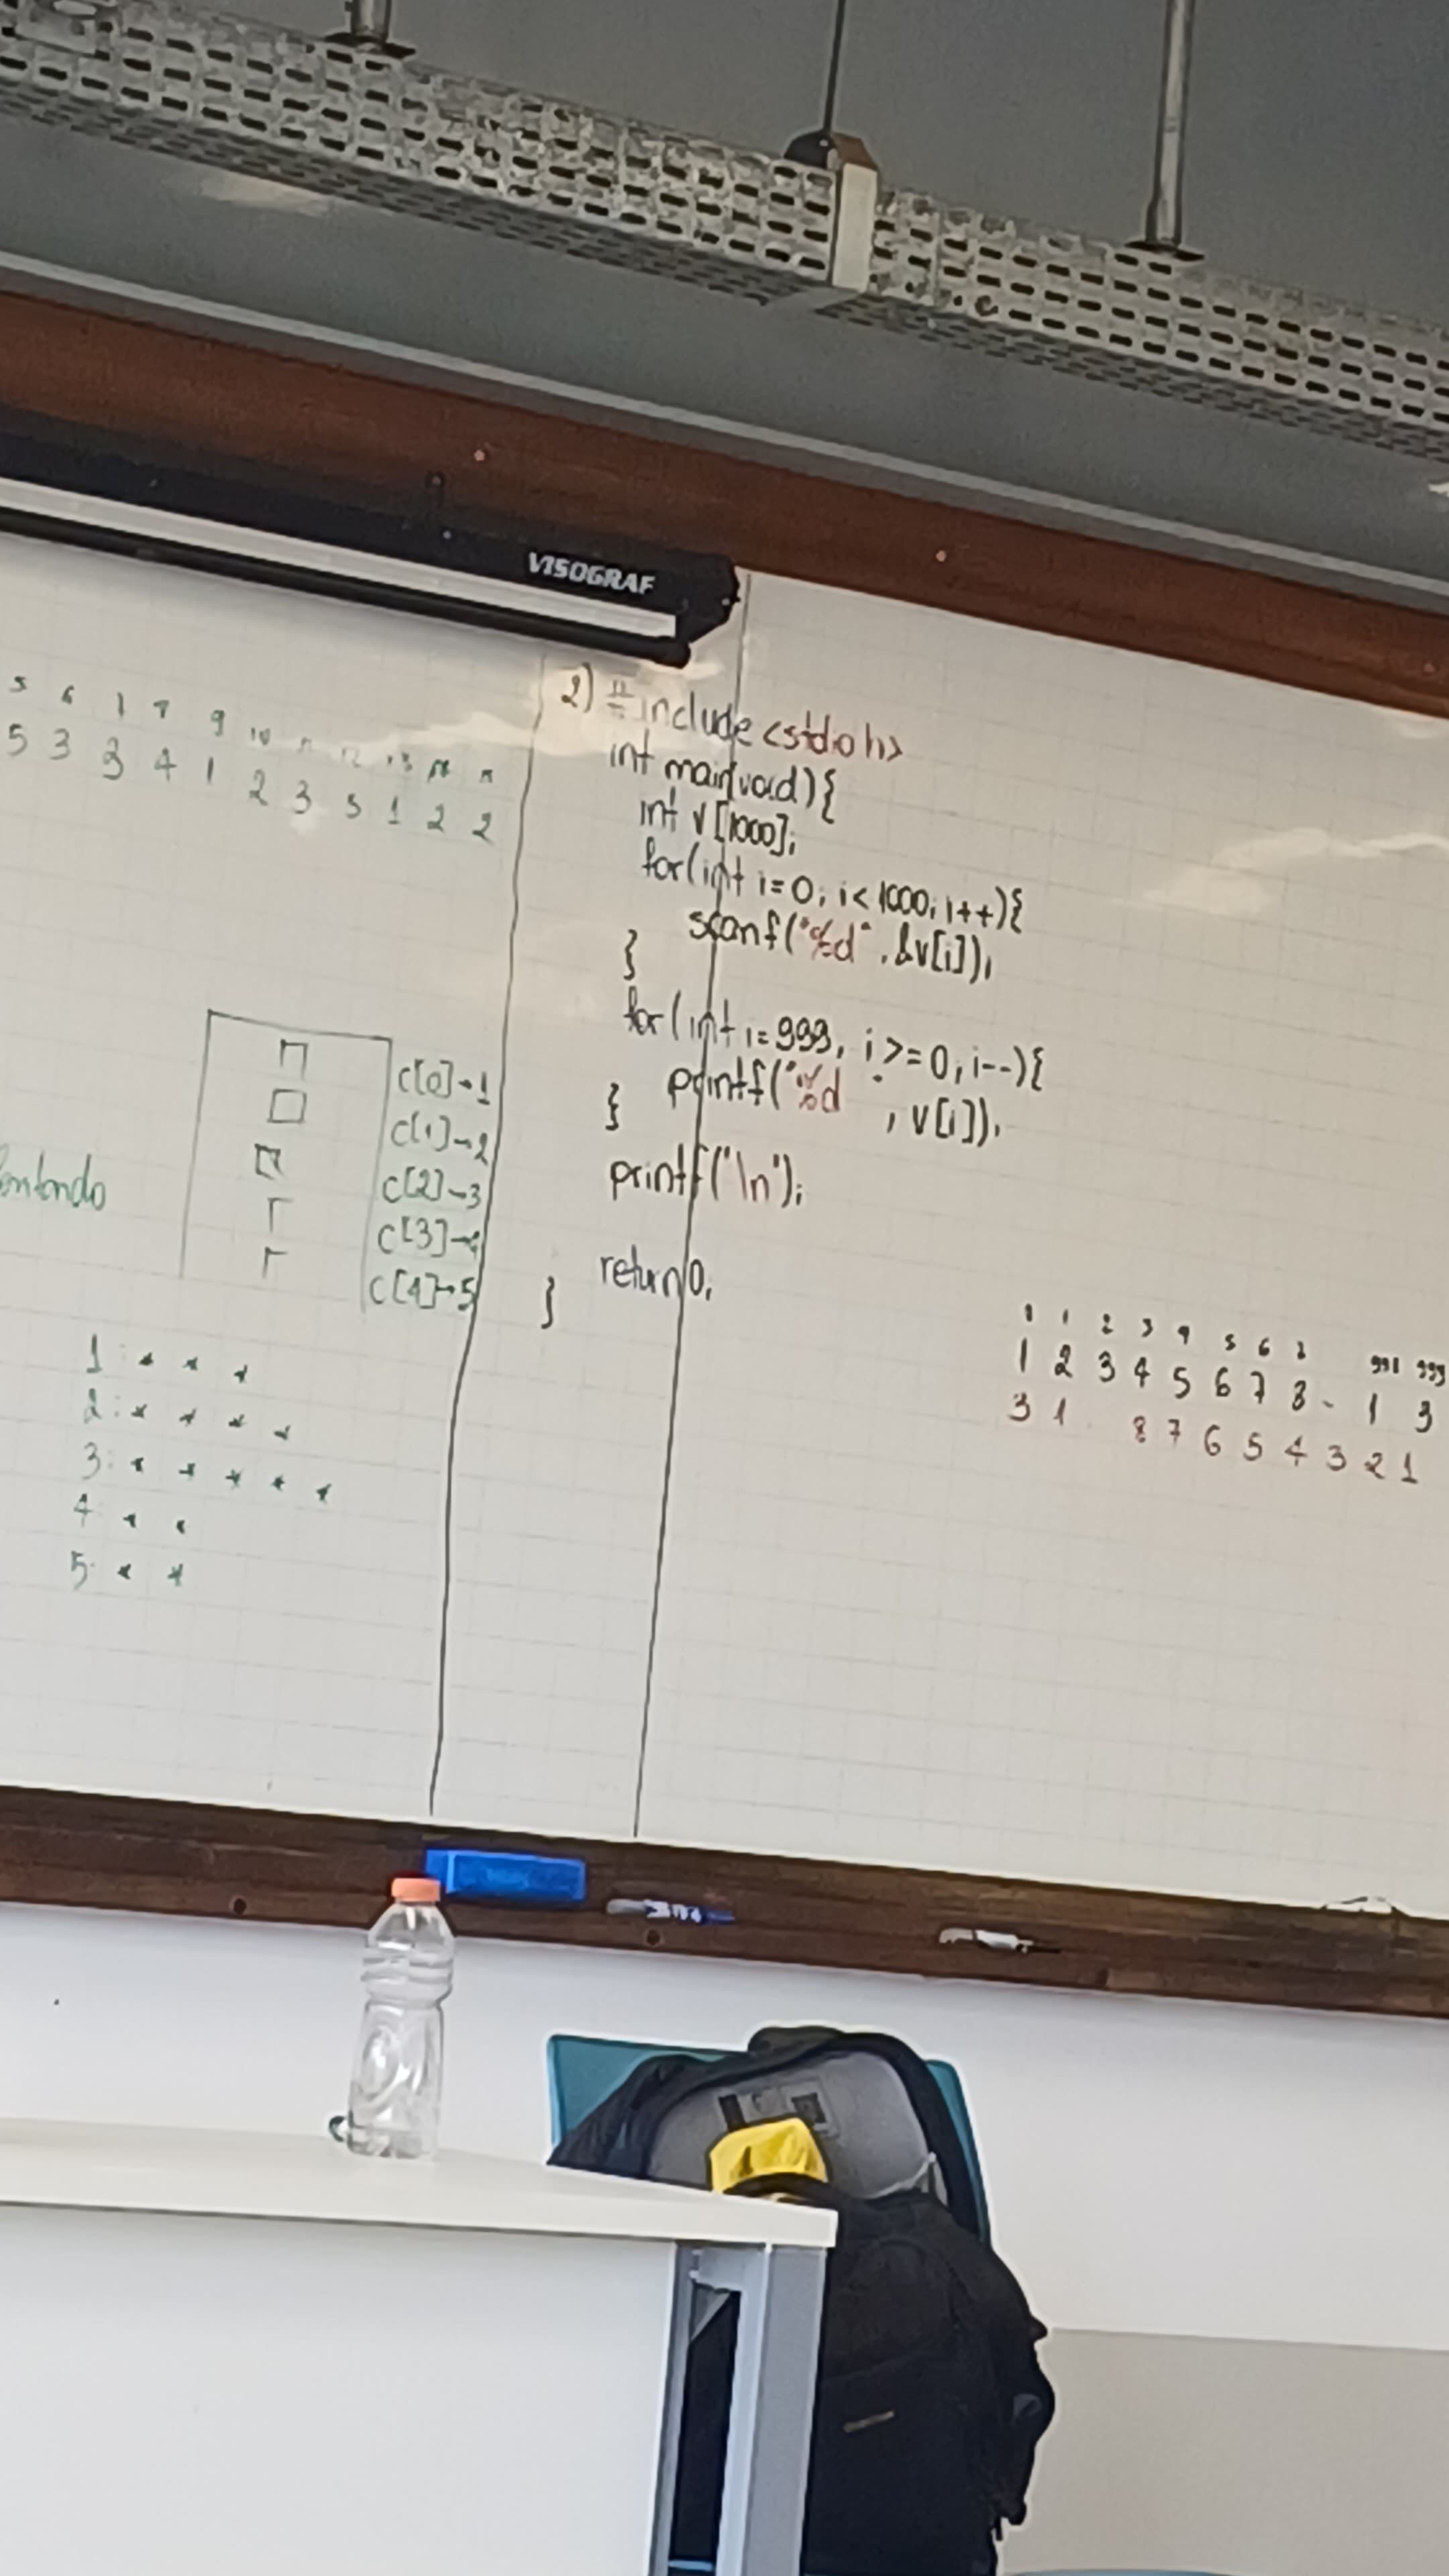 VISOGRAF
5 6 7 8 9 10 11 12 13
5 3 3 4 1 2 3 5 1 2 2
c[0]→1
c[1]→2
c[2]→3
c[3]→4
c[4]→5
1:
2:
3:
4:
5:
2) #include <stdio.h>
int main(void){
int v[1000];
for(int i=0; i<1000; i++){
scanf("%d", &v[i]);
}
for(int i=999; i>=0; i--){
printf("%d ", v[i]);
}
printf("\n");
return 0;
}
0 1 2 3 4 5 6 7 998 999
1 2 3 4 5 6 7 8 - 1 3
3 1 8 7 6 5 4 3 2 1